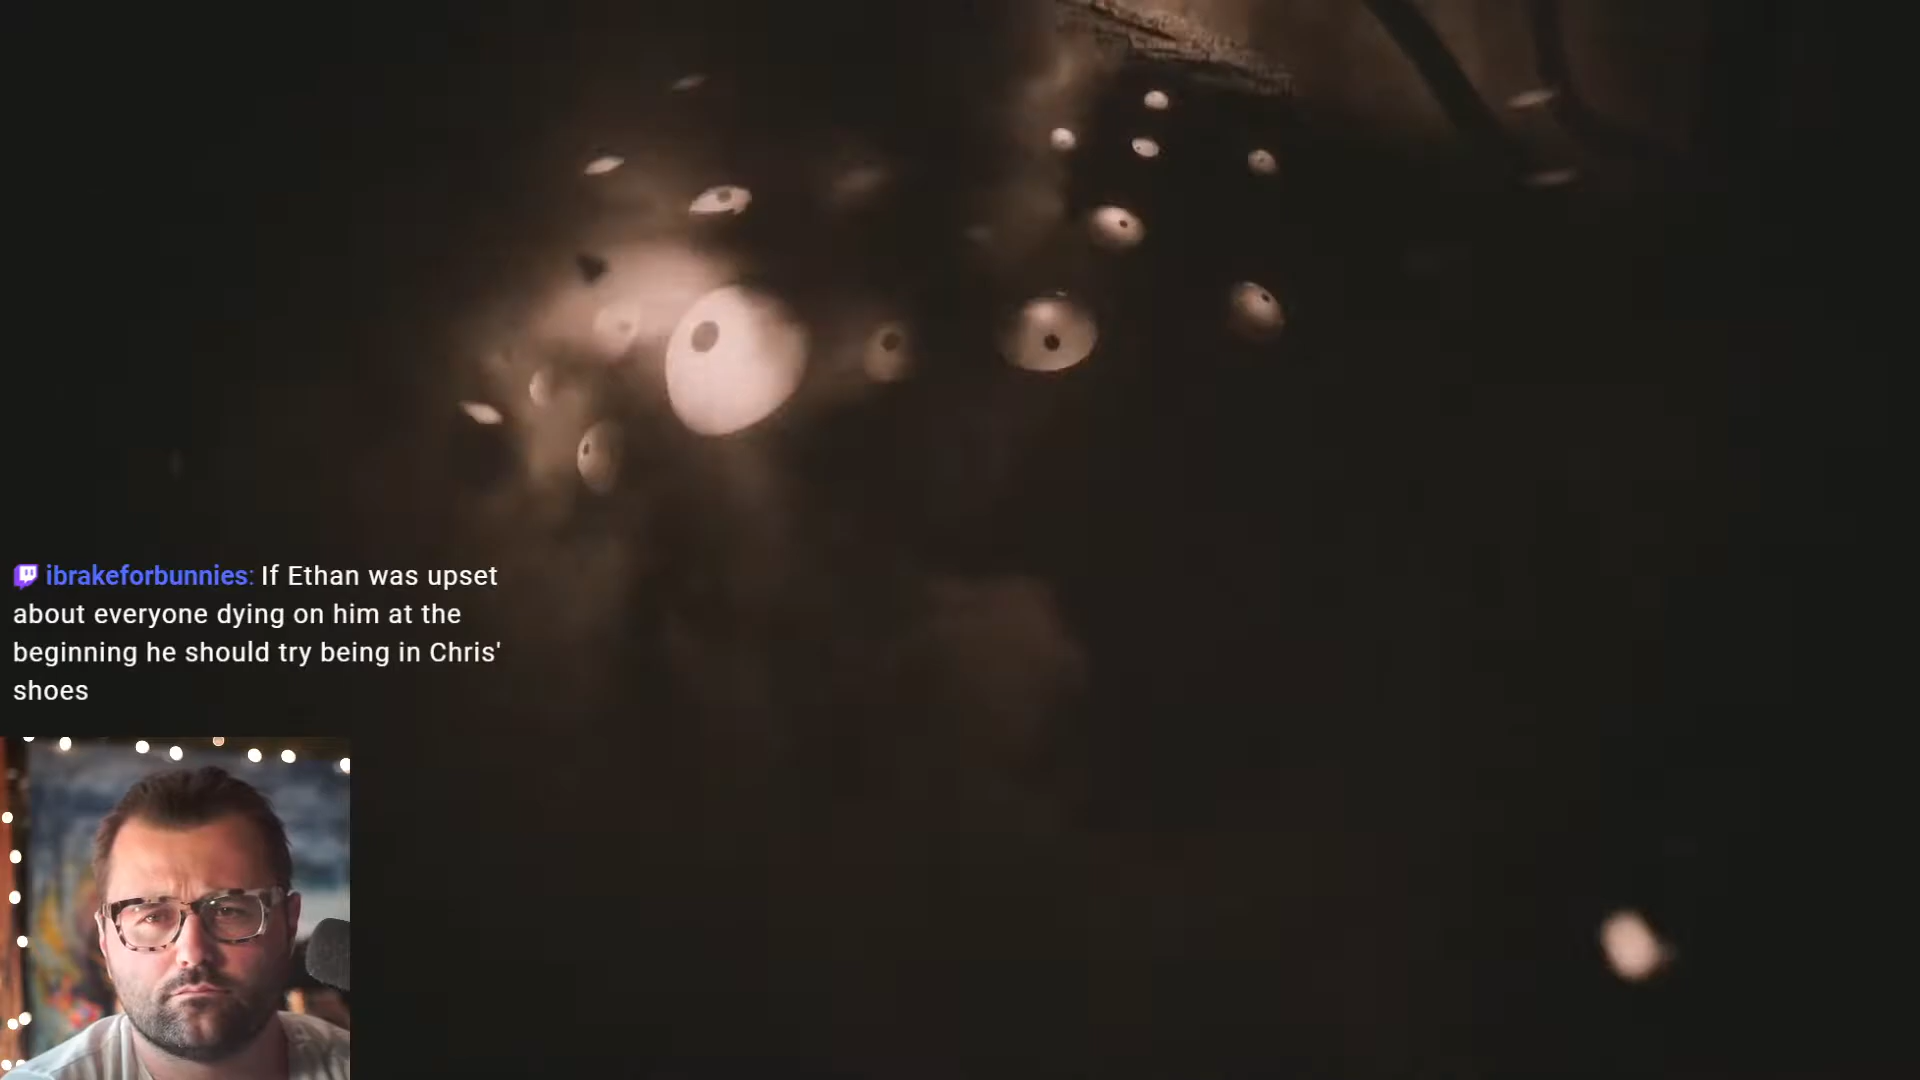 ibrakeforbunnies: If Ethan was upset
about everyone dying on him at the
beginning he should try being in Chris'
shoes